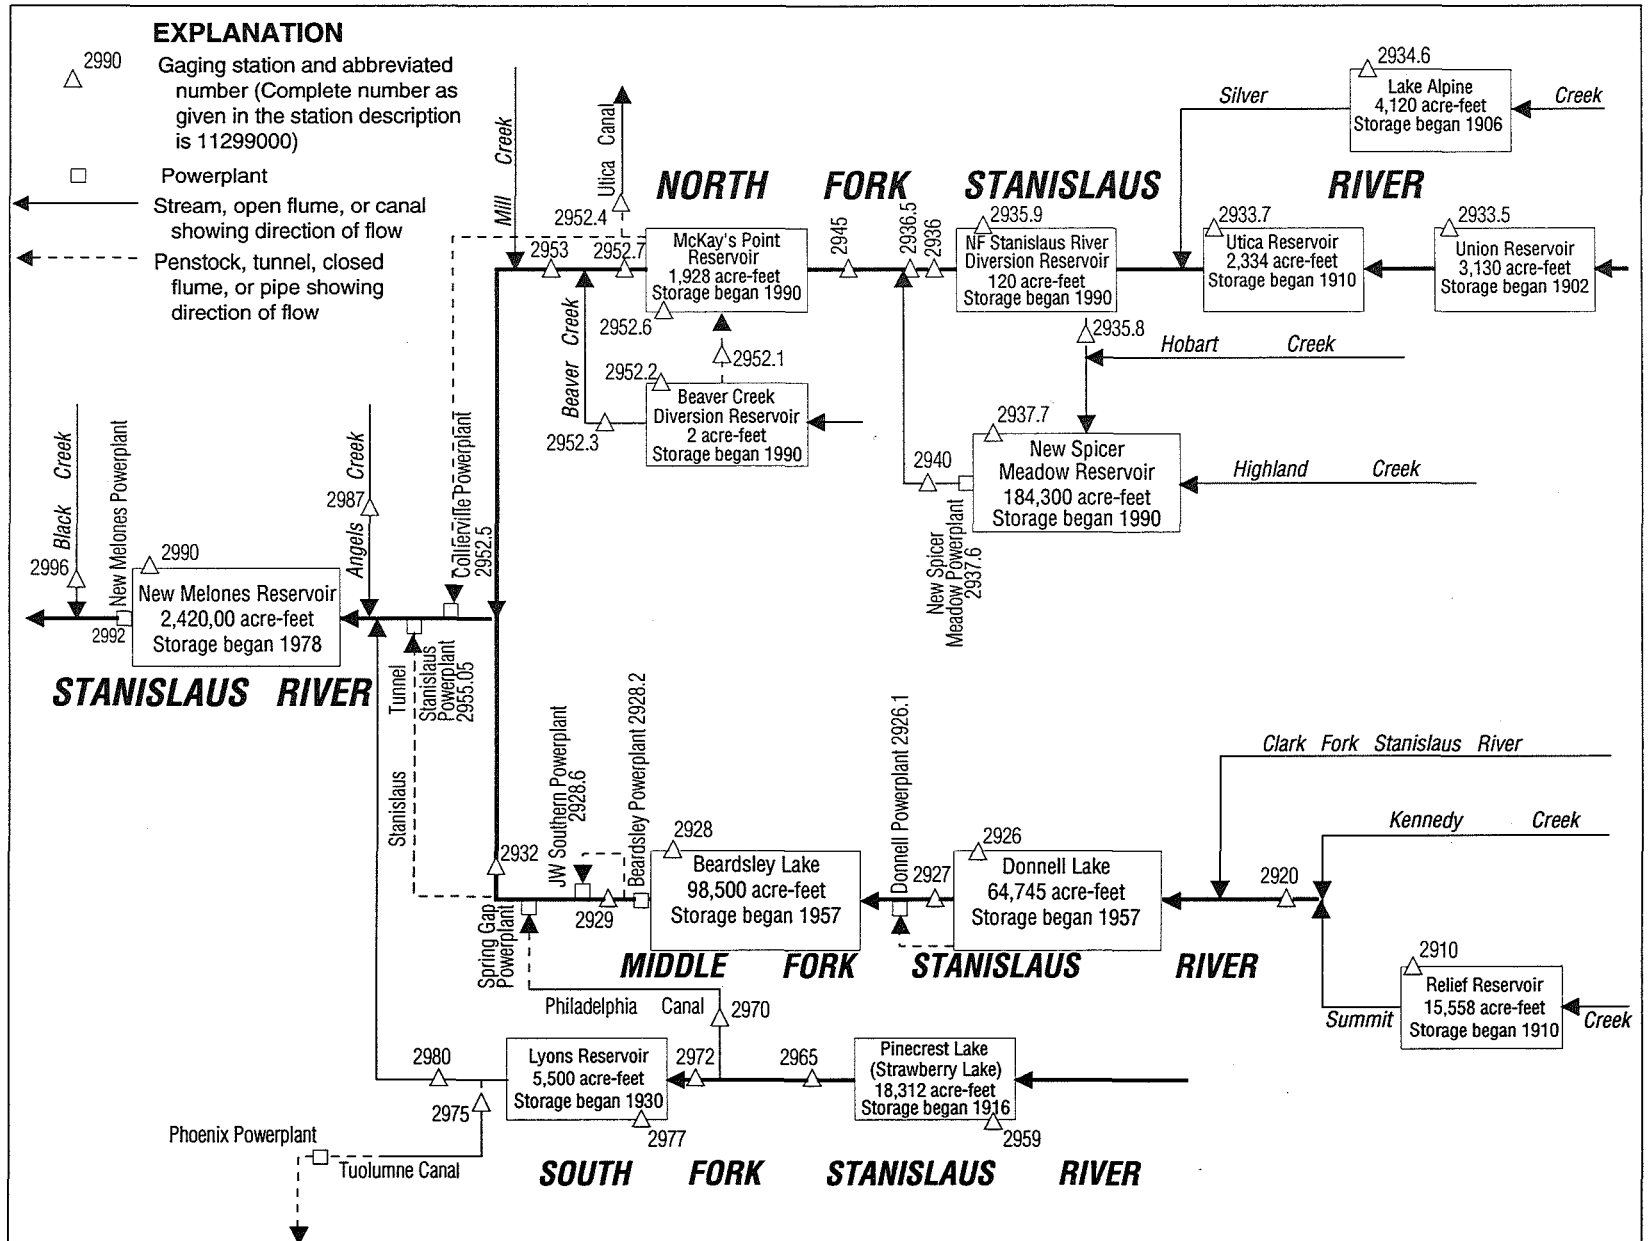 EXPLANATION
2990
Gaging station and abbreviated
number (Complete number as
given in the station description
is 11299000)
Powerplant
Stream, open flume, or canal
showing direction of flow
Penstock, tunnel, closed
flume, or pipe showing
direction of flow
Mill Creek
Utica Canal
2952.4
NORTH FORK STANISLAUS RIVER
2934.6
Lake Alpine
4,120 acre-feet
Storage began 1906
Silver
Creek
2953
2952.7
McKay's Point
Reservoir
1,928 acre-feet
Storage began 1990
2952.6
2945
2936.5
2936
2935.9
NF Stanislaus River
Diversion Reservoir
120 acre-feet
Storage began 1990
2933.7
Utica Reservoir
2,334 acre-feet
Storage began 1910
2933.5
Union Reservoir
3,130 acre-feet
Storage began 1902
2935.8
Hobart Creek
Beaver Creek
2952.1
2952.2
Beaver Creek
Diversion Reservoir
2 acre-feet
Storage began 1990
2952.3
2937.7
New Spicer
Meadow Reservoir
184,300 acre-feet
Storage began 1990
2940
Highland Creek
New Spicer
Meadow Powerplant
2937.6
Black Creek
2996
New Melones Powerplant
2992
2990
New Melones Reservoir
2,420,00 acre-feet
Storage began 1978
2987
Angels Creek
Collierville Powerplant
2952.5
STANISLAUS RIVER
Stanislaus Tunnel
Stanislaus
Powerplant
2955.05
2932
JW Southern Powerplant
2928.6
Beardsley Powerplant 2928.2
2929
Spring Gap
Powerplant
2928
Beardsley Lake
98,500 acre-feet
Storage began 1957
Donnell Powerplant 2926.1
2927
2926
Donnell Lake
64,745 acre-feet
Storage began 1957
Clark Fork Stanislaus River
Kennedy Creek
2920
MIDDLE FORK STANISLAUS RIVER
2910
Relief Reservoir
15,558 acre-feet
Storage began 1910
Summit
Creek
Philadelphia Canal
2970
2980
2975
Lyons Reservoir
5,500 acre-feet
Storage began 1930
2977
2972
2965
Pinecrest Lake
(Strawberry Lake)
18,312 acre-feet
Storage began 1916
2959
Phoenix Powerplant
Tuolumne Canal
SOUTH FORK STANISLAUS RIVER